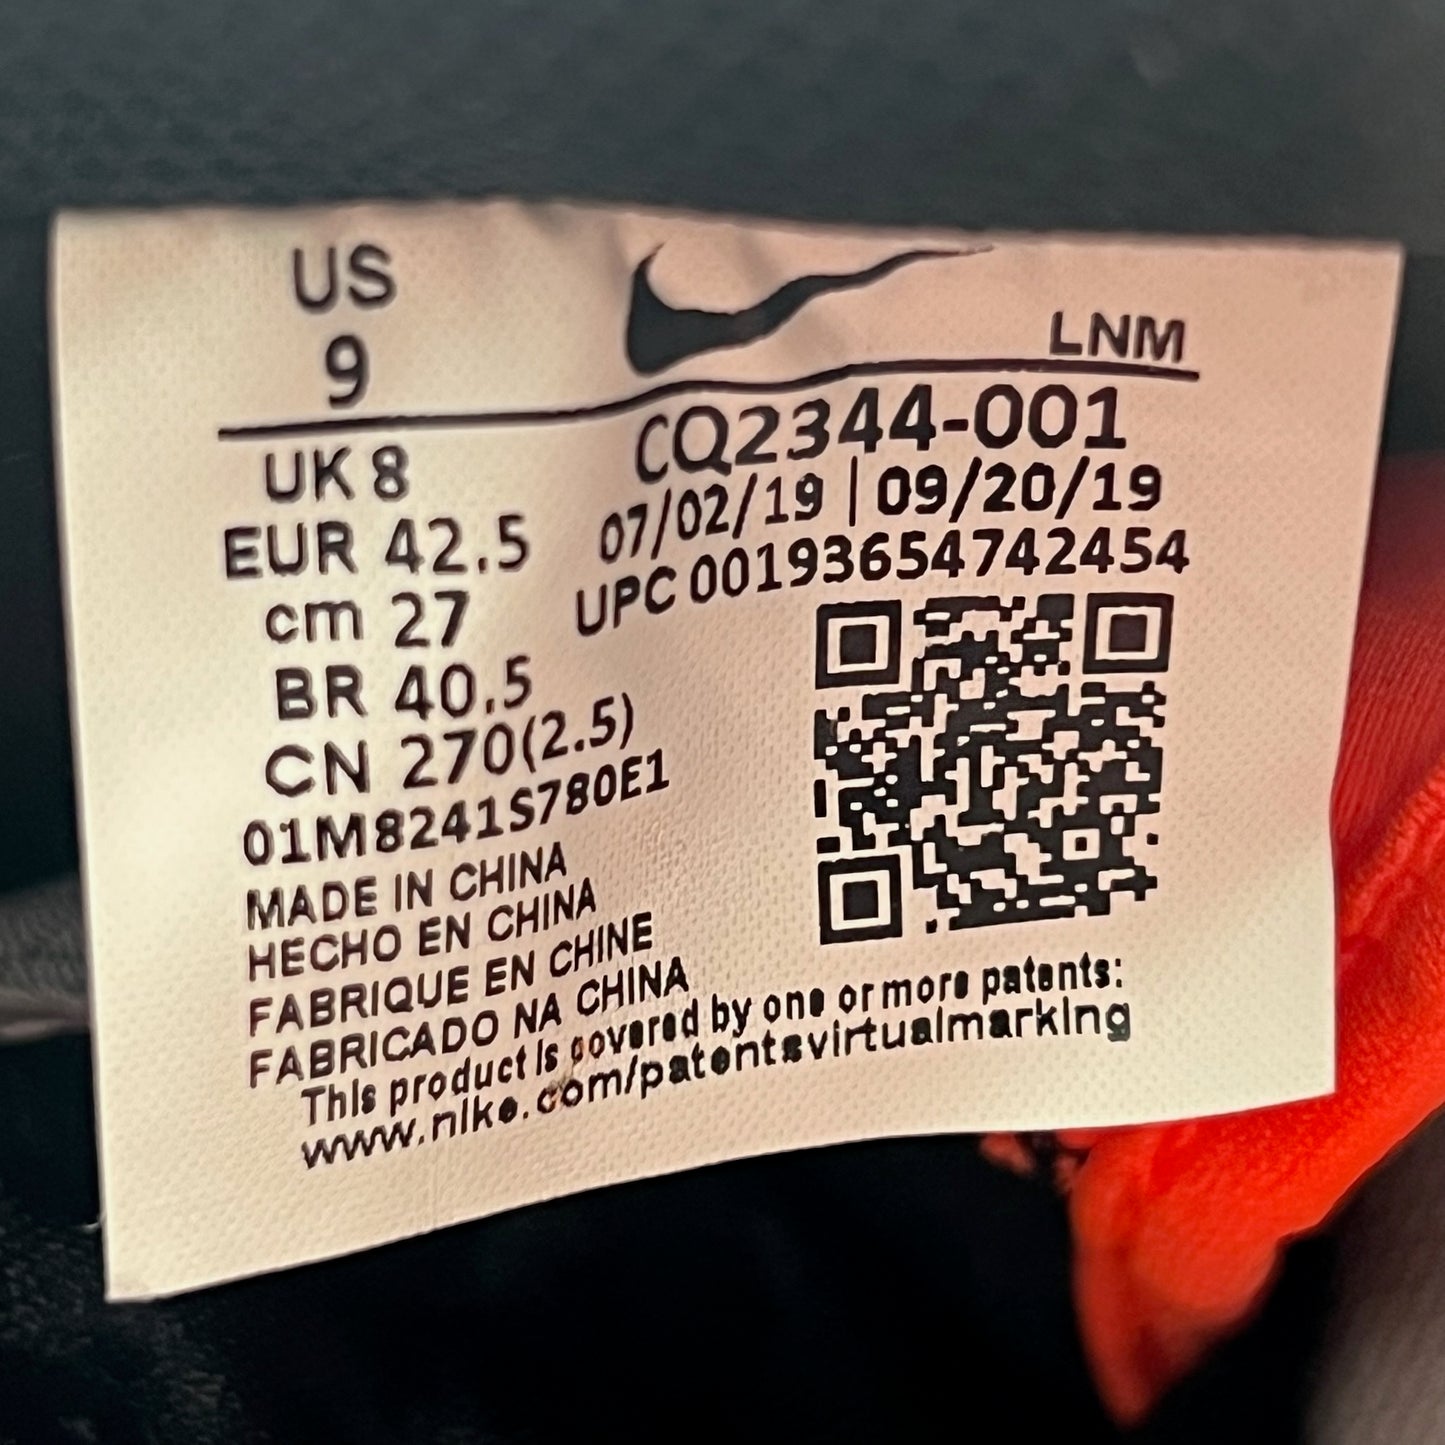 US
9
LNM
UK 8
EUR 42.5
cm 27
BR 40.5
CN 270(2.5)
CQ2344-001
07/02/19 | 09/20/19
UPC 00193654742454
01M8241S780E1
MADE IN CHINA
HECHO EN CHINA
FABRIQUE EN CHINE
FABRICADO NA CHINA
This product is covered by one or more patents:
www.nike.com/patentsvirtualmarking